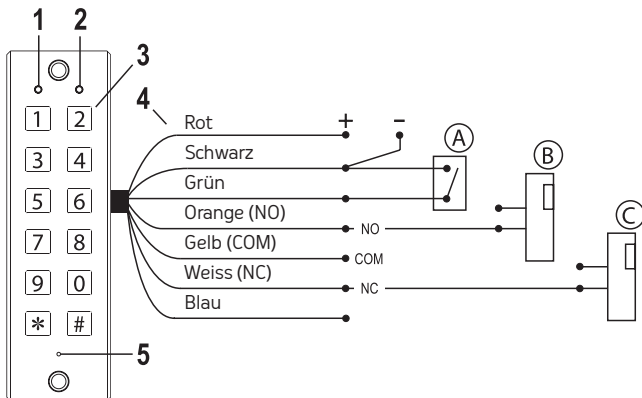 1 2
3
4
1 2
3 4
5 6
7 8
9 0
* #
5
Rot
Schwarz
Grün
Orange (NO)
Gelb (COM)
Weiss (NC)
Blau
+ –
NO
COM
NC
A
B
C